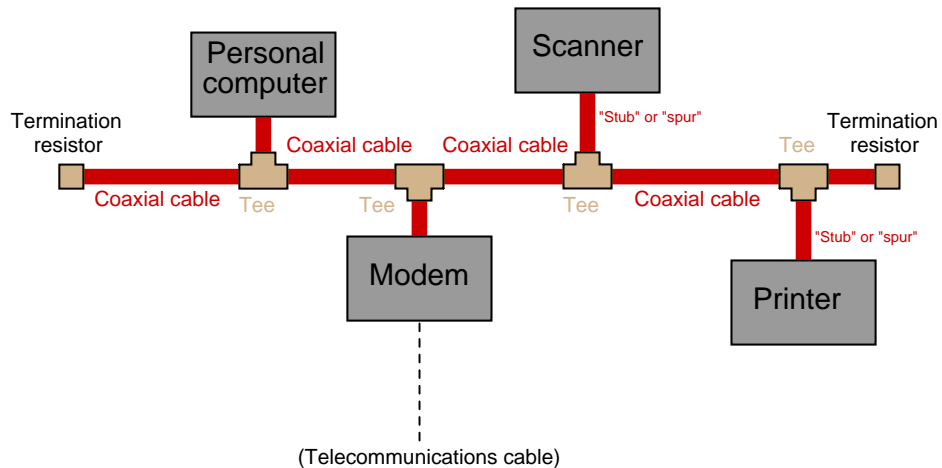 Personal
computer
Scanner
Termination
resistor
"Stub" or "spur"
Termination
resistor
Coaxial cable
Coaxial cable
Tee
Coaxial cable
Tee
Tee
Tee
Coaxial cable
"Stub" or "spur"
Modem
Printer
(Telecommunications cable)